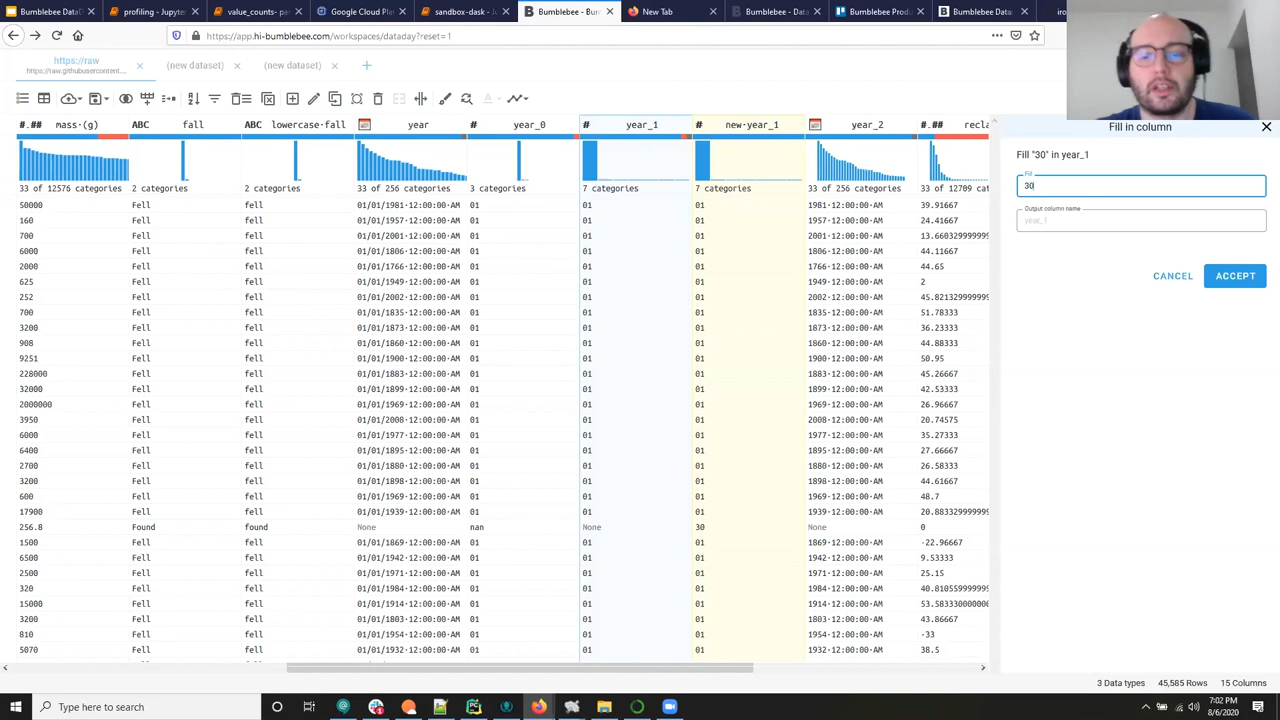 Bumblebee DataD
profiling - Jupyter
value_counts- pa
Google Cloud Pla
sandbox-dask - J
Bumblebee - Bum
New Tab
Bumblebee - Data
Bumblebee Produ
Bumblebee Datan
iro
https://app.hi-bumblebee.com/workspaces/dataday?reset=1
https://raw
https://raw.githubusercontent....
(new dataset)
(new dataset)
#.## mass·(g)
ABC fall
ABC lowercase·fall
year
# year_0
# year_1
# new·year_1
year_2
#.## recla
33 of 12576 categories 2 categories 2 categories 33 of 256 categories 3 categories 7 categories 7 categories 33 of 256 categories 33 of 12709 categ
50000 Fell fell 01/01/1981·12:00:00·AM 01 01 01 1981·12:00:00·AM 39.91667
160 Fell fell 01/01/1957·12:00:00·AM 01 01 01 1957·12:00:00·AM 24.41667
700 Fell fell 01/01/2001·12:00:00·AM 01 01 01 2001·12:00:00·AM 13.6603299999
6000 Fell fell 01/01/1806·12:00:00·AM 01 01 01 1806·12:00:00·AM 44.11667
2000 Fell fell 01/01/1766·12:00:00·AM 01 01 01 1766·12:00:00·AM 44.65
625 Fell fell 01/01/1949·12:00:00·AM 01 01 01 1949·12:00:00·AM 2
252 Fell fell 01/01/2002·12:00:00·AM 01 01 01 2002·12:00:00·AM 45.8213299999
700 Fell fell 01/01/1835·12:00:00·AM 01 01 01 1835·12:00:00·AM 51.78333
3200 Fell fell 01/01/1873·12:00:00·AM 01 01 01 1873·12:00:00·AM 36.23333
908 Fell fell 01/01/1860·12:00:00·AM 01 01 01 1860·12:00:00·AM 44.88333
9251 Fell fell 01/01/1900·12:00:00·AM 01 01 01 1900·12:00:00·AM 50.95
228000 Fell fell 01/01/1883·12:00:00·AM 01 01 01 1883·12:00:00·AM 45.26667
32000 Fell fell 01/01/1899·12:00:00·AM 01 01 01 1899·12:00:00·AM 42.53333
2000000 Fell fell 01/01/1969·12:00:00·AM 01 01 01 1969·12:00:00·AM 26.96667
3950 Fell fell 01/01/2008·12:00:00·AM 01 01 01 2008·12:00:00·AM 20.74575
6000 Fell fell 01/01/1977·12:00:00·AM 01 01 01 1977·12:00:00·AM 35.27333
6400 Fell fell 01/01/1895·12:00:00·AM 01 01 01 1895·12:00:00·AM 27.66667
2700 Fell fell 01/01/1880·12:00:00·AM 01 01 01 1880·12:00:00·AM 26.58333
3200 Fell fell 01/01/1898·12:00:00·AM 01 01 01 1898·12:00:00·AM 44.61667
600 Fell fell 01/01/1969·12:00:00·AM 01 01 01 1969·12:00:00·AM 48.7
17900 Fell fell 01/01/1939·12:00:00·AM 01 01 01 1939·12:00:00·AM 20.8833299999
256.8 Found found None nan None 30 None 0
1500 Fell fell 01/01/1869·12:00:00·AM 01 01 01 1869·12:00:00·AM -22.96667
6500 Fell fell 01/01/1942·12:00:00·AM 01 01 01 1942·12:00:00·AM 9.53333
2500 Fell fell 01/01/1971·12:00:00·AM 01 01 01 1971·12:00:00·AM 25.15
320 Fell fell 01/01/1984·12:00:00·AM 01 01 01 1984·12:00:00·AM 40.8105599999
15000 Fell fell 01/01/1914·12:00:00·AM 01 01 01 1914·12:00:00·AM 53.5833300000
3200 Fell fell 01/01/1803·12:00:00·AM 01 01 01 1803·12:00:00·AM 43.86667
810 Fell fell 01/01/1954·12:00:00·AM 01 01 01 1954·12:00:00·AM -33
5070 Fell fell 01/01/1932·12:00:00·AM 01 01 01 1932·12:00:00·AM 38.5
Fill in column
Fill "30" in year_1
Fill
30
Output column name
year_1
CANCEL
ACCEPT
3 Data types
45,585 Rows
15 Columns
Type here to search
7:02 PM
8/6/2020